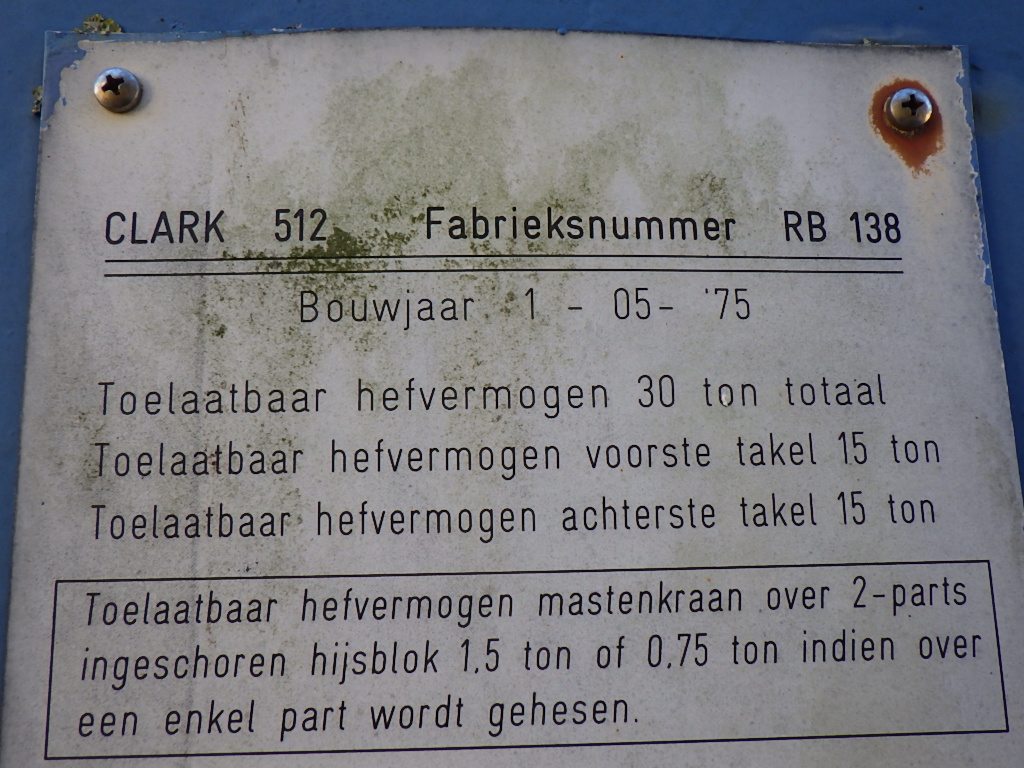 CLARK 512 Fabrieksnummer RB 138
Bouwjaar 1 - 05- '75
Toelaatbaar hefvermogen 30 ton totaal
Toelaatbaar hefvermogen voorste takel 15 ton
Toelaatbaar hefvermogen achterste takel 15 ton
Toelaatbaar hefvermogen mastenkraan over 2-parts
ingeschoren hijsblok 1,5 ton of 0,75 ton indien over
een enkel part wordt gehesen.